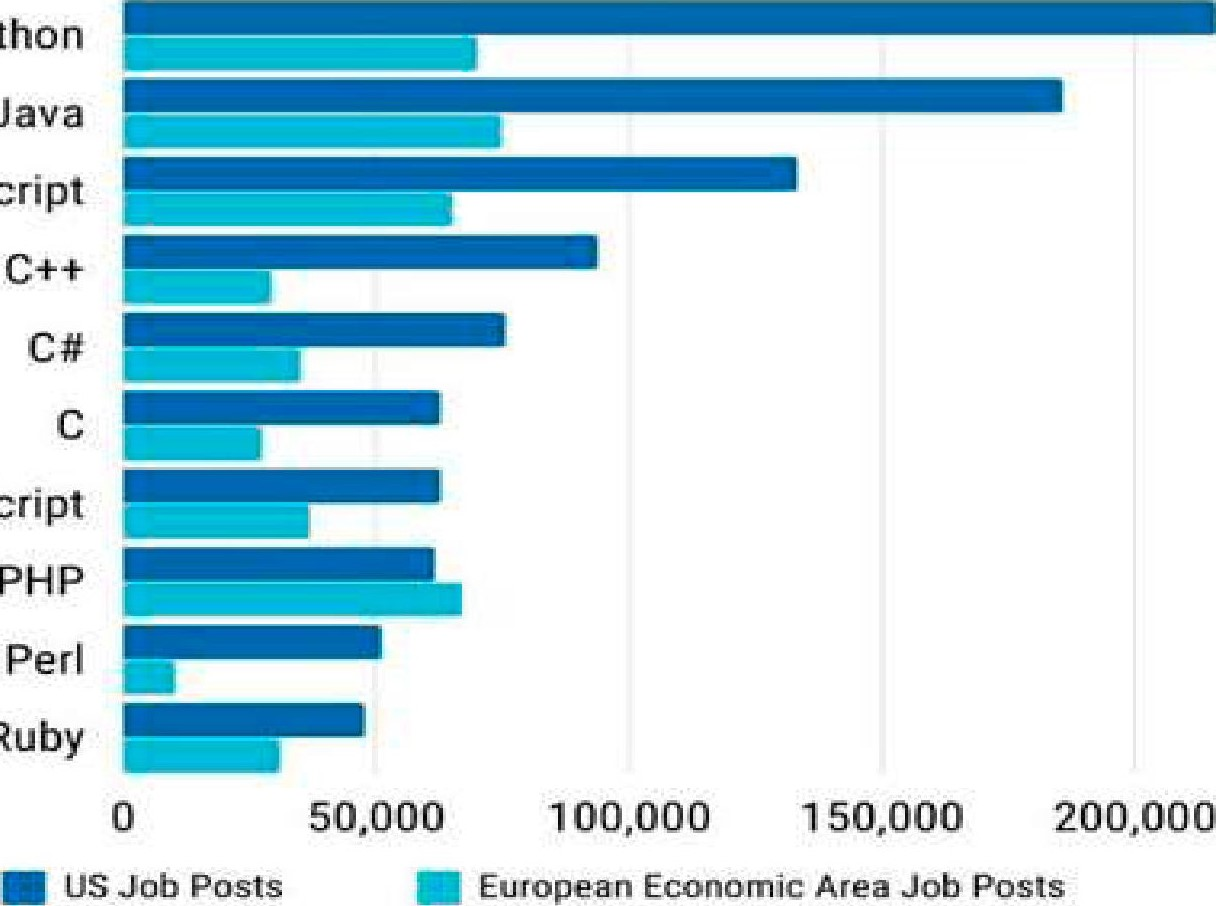 thon
Java
cript
C++
C#
C
cript
PHP
Perl
Ruby
0 50,000 100,000 150,000 200,000
US Job Posts European Economic Area Job Posts